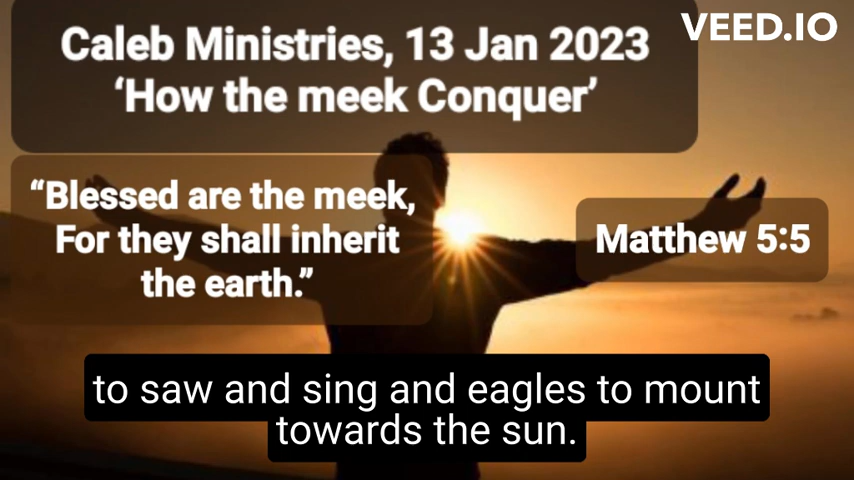 VEED.IO
Caleb Ministries, 13 Jan 2023
‘How the meek Conquer’
“Blessed are the meek,
For they shall inherit
the earth.”
Matthew 5:5
to saw and sing and eagles to mount
towards the sun.